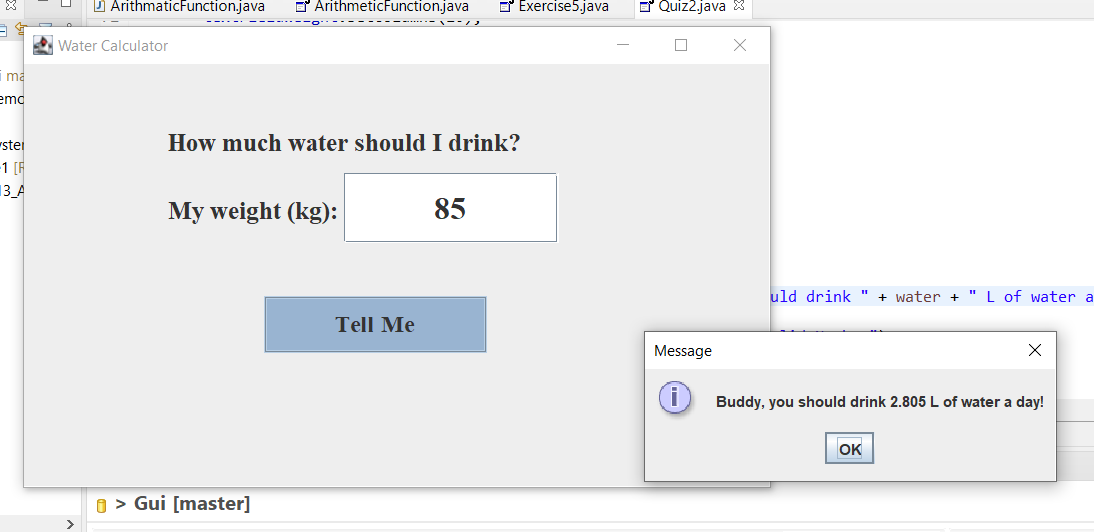 ArithmaticFunction.java
ArithmeticFunction.java
Exercise5.java
Quiz2.java
Water Calculator
How much water should I drink?
My weight (kg):
85
Tell Me
uld drink " + water + " L of water a
Message
i
Buddy, you should drink 2.805 L of water a day!
OK
> Gui [master]